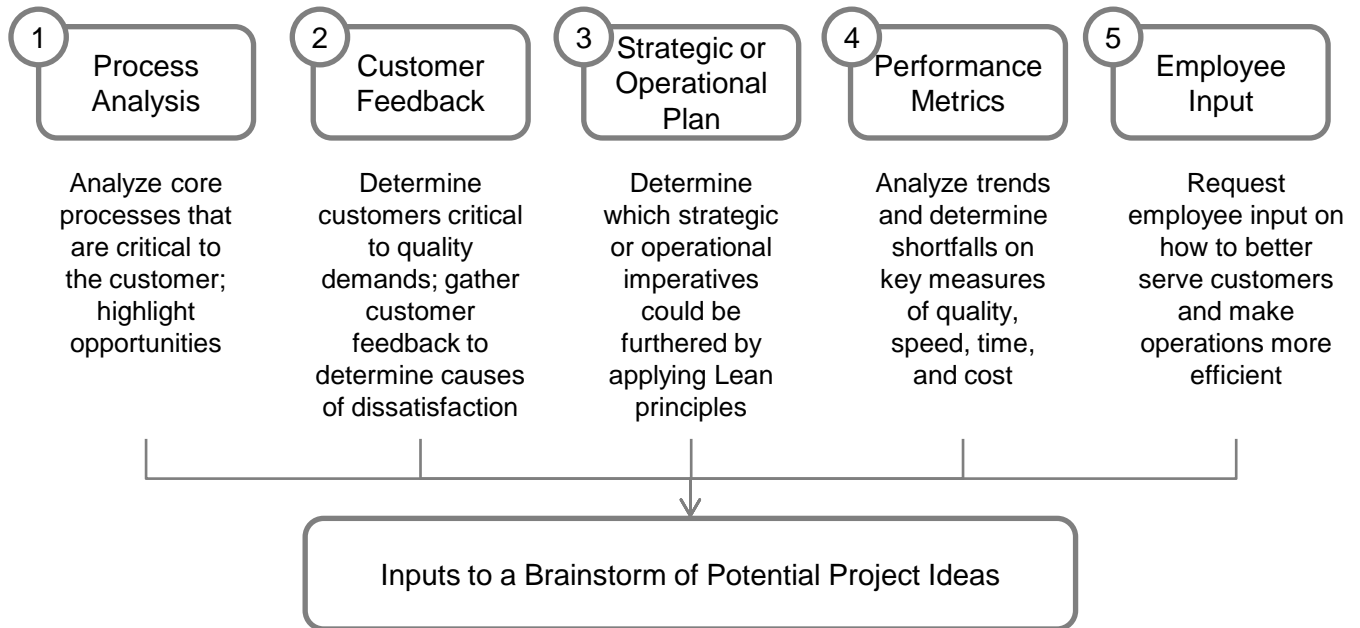 1
Process
Analysis
Analyze core
processes that
are critical to
the customer;
highlight
opportunities
2
Customer
Feedback
Determine
customers critical
to quality
demands; gather
customer
feedback to
determine causes
of dissatisfaction
3
Strategic or
Operational
Plan
Determine
which strategic
or operational
imperatives
could be
furthered by
applying Lean
principles
4
Performance
Metrics
Analyze trends
and determine
shortfalls on
key measures
of quality,
speed, time,
and cost
5
Employee
Input
Request
employee input on
how to better
serve customers
and make
operations more
efficient
Inputs to a Brainstorm of Potential Project Ideas